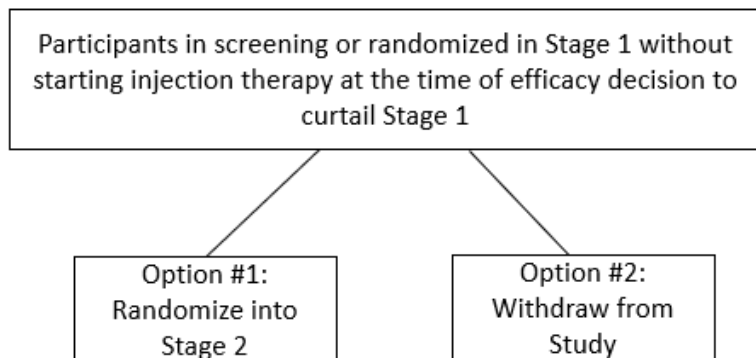 Participants in screening or randomized in Stage 1 without
starting injection therapy at the time of efficacy decision to
curtail Stage 1
Option #1:
Randomize into
Stage 2
Option #2:
Withdraw from
Study